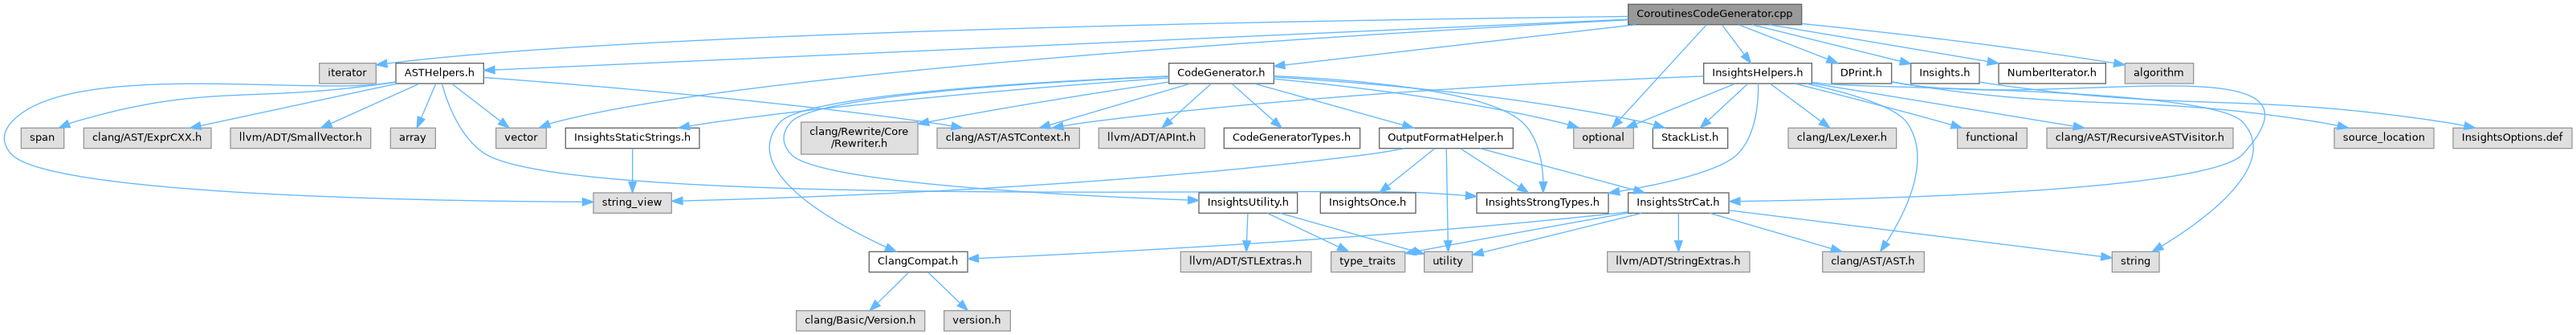 CoroutinesCodeGenerator.cpp
iterator
ASTHelpers.h
CodeGenerator.h
InsightsHelpers.h
DPrint.h
Insights.h
NumberIterator.h
algorithm
span
clang/AST/ExprCXX.h
llvm/ADT/SmallVector.h
array
vector
InsightsStaticStrings.h
clang/Rewrite/Core
/Rewriter.h
clang/AST/ASTContext.h
llvm/ADT/APInt.h
CodeGeneratorTypes.h
OutputFormatHelper.h
optional
StackList.h
clang/Lex/Lexer.h
functional
clang/AST/RecursiveASTVisitor.h
source_location
InsightsOptions.def
string_view
InsightsUtility.h
InsightsOnce.h
InsightsStrongTypes.h
InsightsStrCat.h
ClangCompat.h
llvm/ADT/STLExtras.h
type_traits
utility
llvm/ADT/StringExtras.h
clang/AST/AST.h
string
clang/Basic/Version.h
version.h